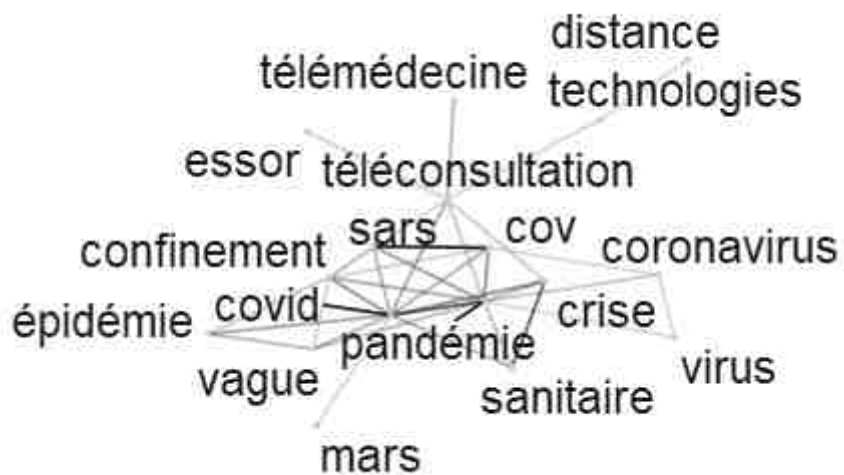 distance
télémédecine
technologies
essor
téléconsultation
sars
cov
confinement
coronavirus
covid
crise
épidémie
pandémie
vague
virus
sanitaire
mars